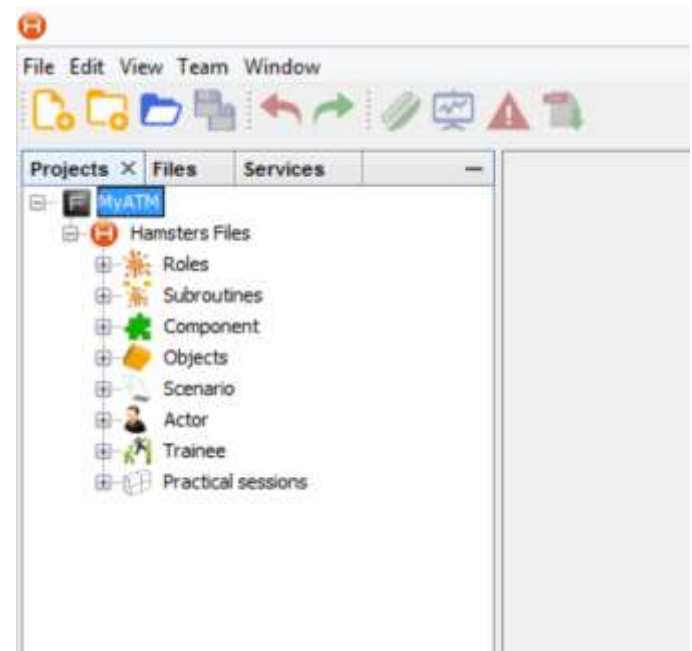 File Edit View Team Window
Projects × Files Services
MyATM
Hamsters Files
Roles
Subroutines
Component
Objects
Scenario
Actor
Trainee
Practical sessions